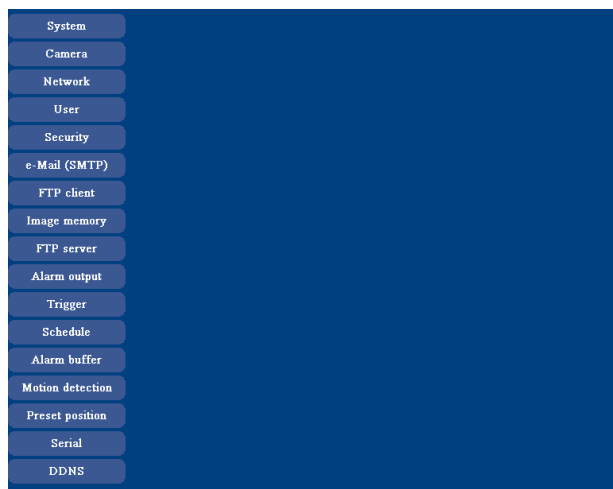 System
Camera
Network
User
Security
e-Mail (SMTP)
FTP client
Image memory
FTP server
Alarm output
Trigger
Schedule
Alarm buffer
Motion detection
Preset position
Serial
DDNS